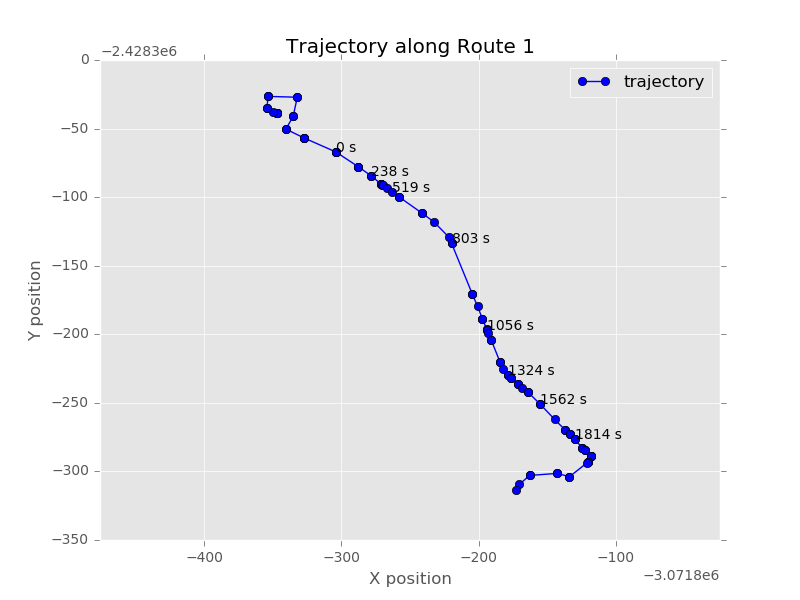 Trajectory along Route 1
−2.4283e6
0
−50
−100
−150
−200
−250
−300
−350
Y position
trajectory
0 s
238 s
519 s
803 s
1056 s
1324 s
1562 s
1814 s
−400
−300
−200
−100
X position
−3.0718e6